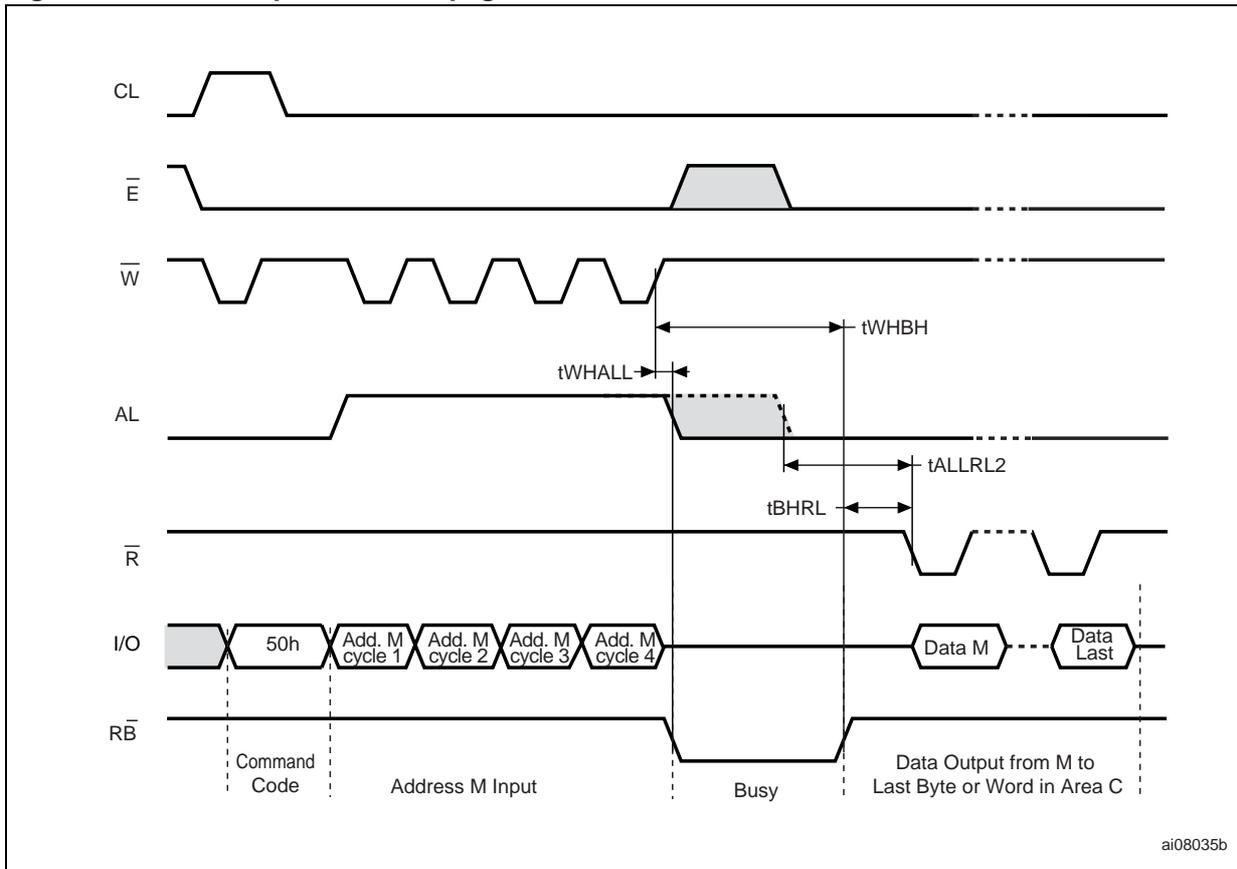 CL
E
W
tWHBH
tWHALL
AL
tALLRL2
tBHRL
R
I/O
50h
Add. M
cycle 1
Add. M
cycle 2
Add. M
cycle 3
Add. M
cycle 4
Data M
Data
Last
RB
Command
Code
Address M Input
Busy
Data Output from M to
Last Byte or Word in Area C
ai08035b